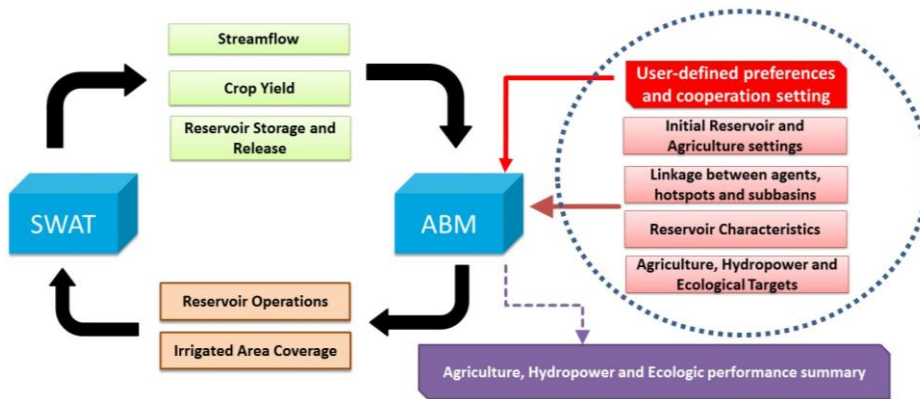 Streamflow
Crop Yield
Reservoir Storage and
Release
SWAT
ABM
Reservoir Operations
Irrigated Area Coverage
User-defined preferences
and cooperation setting
Initial Reservoir and
Agriculture settings
Linkage between agents,
hotspots and subbasins
Reservoir Characteristics
Agriculture, Hydropower and
Ecological Targets
Agriculture, Hydropower and Ecologic performance summary